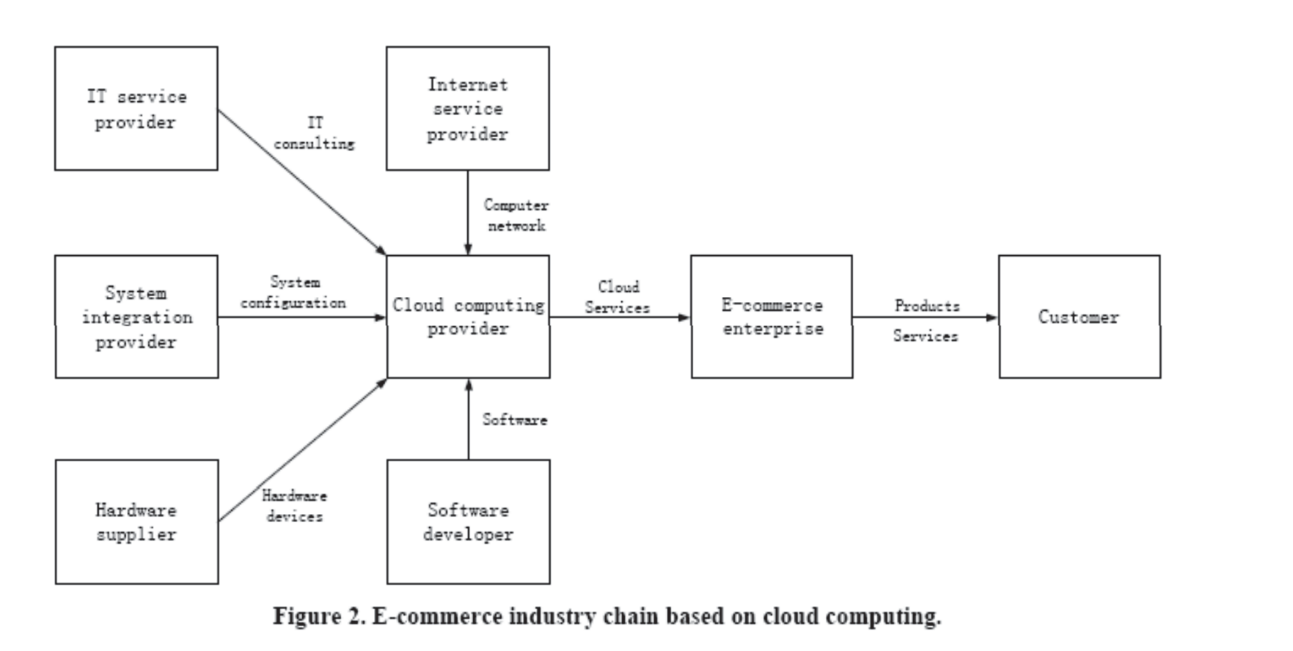 IT service
provider
Internet
service
provider
IT
consulting
Computer
network
System
integration
provider
System
configuration
Cloud computing
provider
Cloud
Services
E-commerce
enterprise
Products
Services
Customer
Software
Hardware
supplier
Hardware
devices
Software
developer
Figure 2. E-commerce industry chain based on cloud computing.